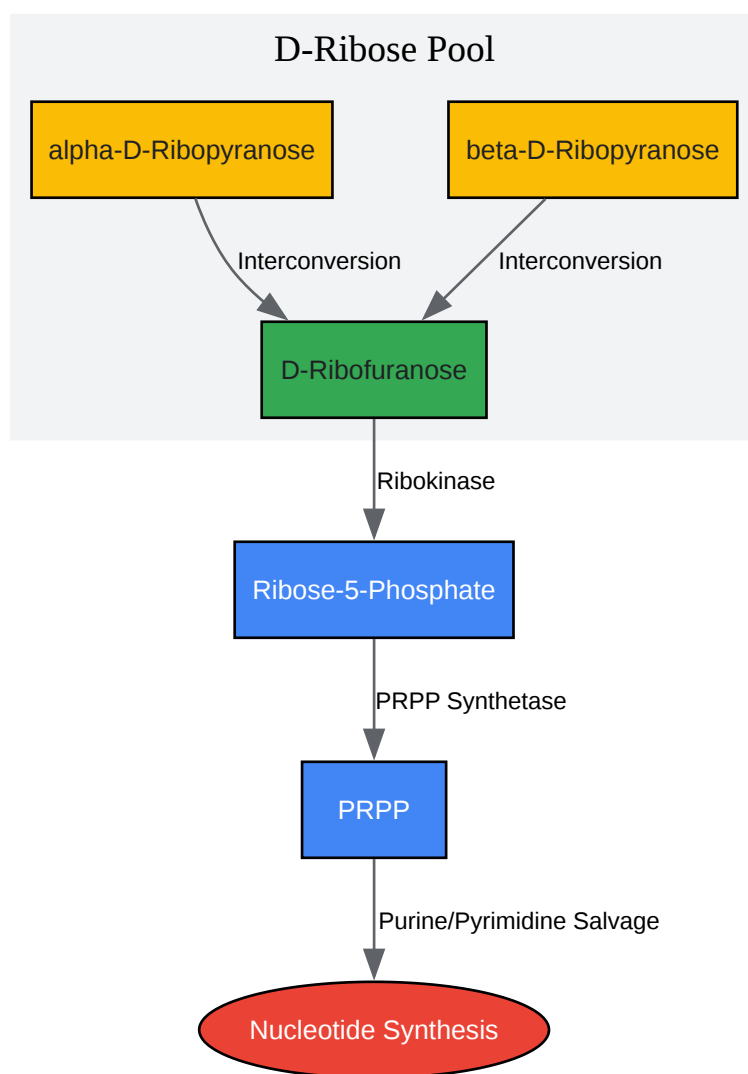 D-Ribose Pool
alpha-D-Ribopyranose
beta-D-Ribopyranose
Interconversion
Interconversion
D-Ribofuranose
Ribokinase
Ribose-5-Phosphate
PRPP Synthetase
PRPP
Purine/Pyrimidine Salvage
Nucleotide Synthesis